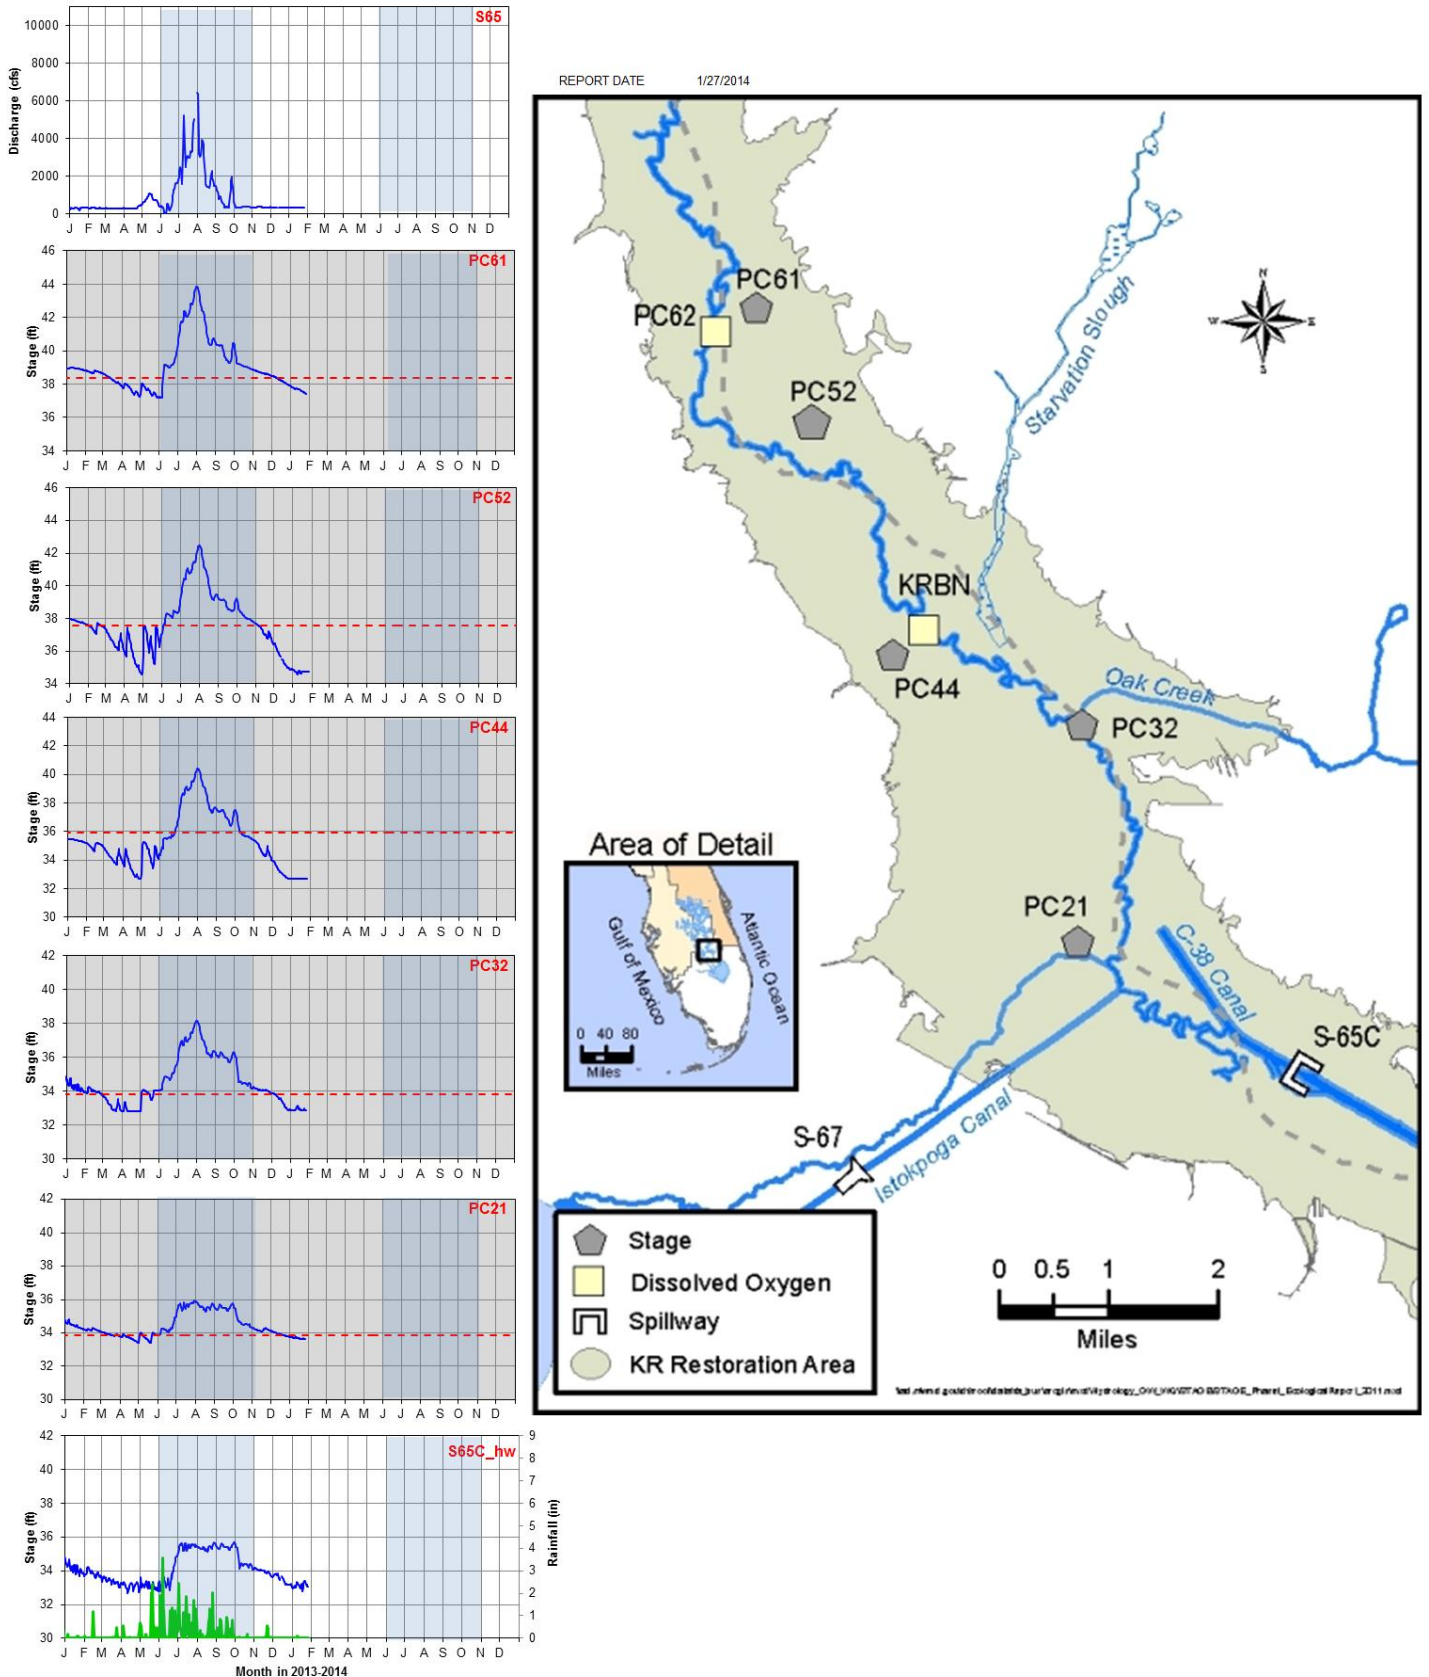 S65
10000
8000
6000
4000
2000
0
Discharge (cfs)
J F M A M J J A S O N D J F M A M J J A S O N D
PC61
46
44
42
40
38
36
34
Stage (ft)
J F M A M J J A S O N D J F M A M J J A S O N D
PC52
46
44
42
40
38
36
34
Stage (ft)
J F M A M J J A S O N D J F M A M J J A S O N D
PC44
44
42
40
38
36
34
32
30
Stage (ft)
J F M A M J J A S O N D J F M A M J J A S O N D
PC32
42
40
38
36
34
32
30
Stage (ft)
J F M A M J J A S O N D J F M A M J J A S O N D
PC21
42
40
38
36
34
32
30
Stage (ft)
J F M A M J J A S O N D J F M A M J J A S O N D
S65C_hw
42
40
38
36
34
32
30
Stage (ft)
9
8
7
6
5
4
3
2
1
0
Rainfall (in)
J F M A M J J A S O N D J F M A M J J A S O N D
Month in 2013-2014
REPORT DATE 1/27/2014
PC61
PC62
PC52
Starvation Slough
N
W
E
S
KRBN
PC44
Oak Creek
PC32
Area of Detail
Gulf of Mexico
Atlantic Ocean
0 40 80
Miles
PC21
C-38 Canal
S-65C
S-67
Istokpoga Canal
Stage
Dissolved Oxygen
Spillway
KR Restoration Area
0 0.5 1 2
Miles